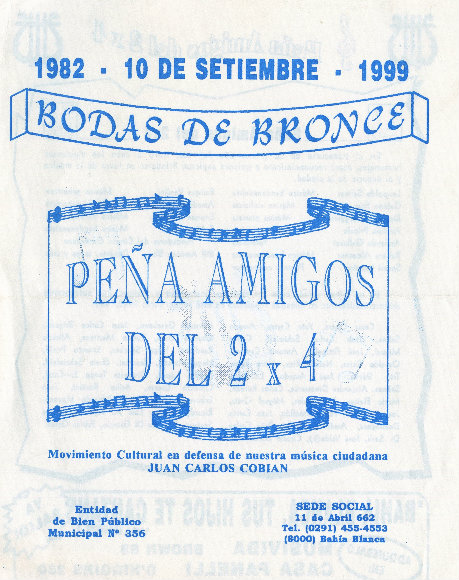 1982 - 10 DE SETIEMBRE - 1999
BODAS DE BRONCE
PEÑA AMIGOS
DEL 2 x 4
Movimiento Cultural en defensa de nuestra música ciudadana
JUAN CARLOS COBIAN
Entidad
de Bien Público
Municipal Nº 356
SEDE SOCIAL
11 de Abril 662
Tel. (0291) 455-4553
(8000) Bahía Blanca